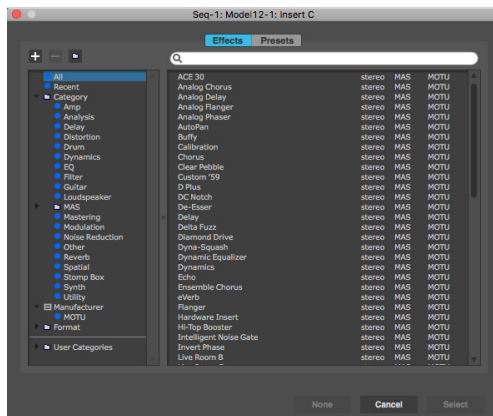 Seq-1: Model12-1: Insert C
Effects Presets
All
Recent
Category
Amp
Analysis
Delay
Distortion
Drum
Dynamics
EQ
Filter
Guitar
Loudspeaker
MAS
Mastering
Modulation
Noise Reduction
Other
Reverb
Spatial
Stomp Box
Synth
Utility
Manufacturer
MOTU
Format
User Categories
ACE 30 stereo MAS MOTU
Analog Chorus stereo MAS MOTU
Analog Delay stereo MAS MOTU
Analog Flanger stereo MAS MOTU
Analog Phaser stereo MAS MOTU
AutoPan stereo MAS MOTU
Buffy stereo MAS MOTU
Calibration stereo MAS MOTU
Chorus stereo MAS MOTU
Clear Pebble stereo MAS MOTU
Custom '59 stereo MAS MOTU
D Plus stereo MAS MOTU
DC Notch stereo MAS MOTU
De-Esser stereo MAS MOTU
Delay stereo MAS MOTU
Delta Fuzz stereo MAS MOTU
Diamond Drive stereo MAS MOTU
Dyna-Squash stereo MAS MOTU
Dynamic Equalizer stereo MAS MOTU
Dynamics stereo MAS MOTU
Echo stereo MAS MOTU
Ensemble Chorus stereo MAS MOTU
eVerb stereo MAS MOTU
Flanger stereo MAS MOTU
Hardware Insert stereo MAS MOTU
Hi-Top Booster stereo MAS MOTU
Intelligent Noise Gate stereo MAS MOTU
Invert Phase stereo MAS MOTU
Live Room B stereo MAS MOTU
None Cancel Select